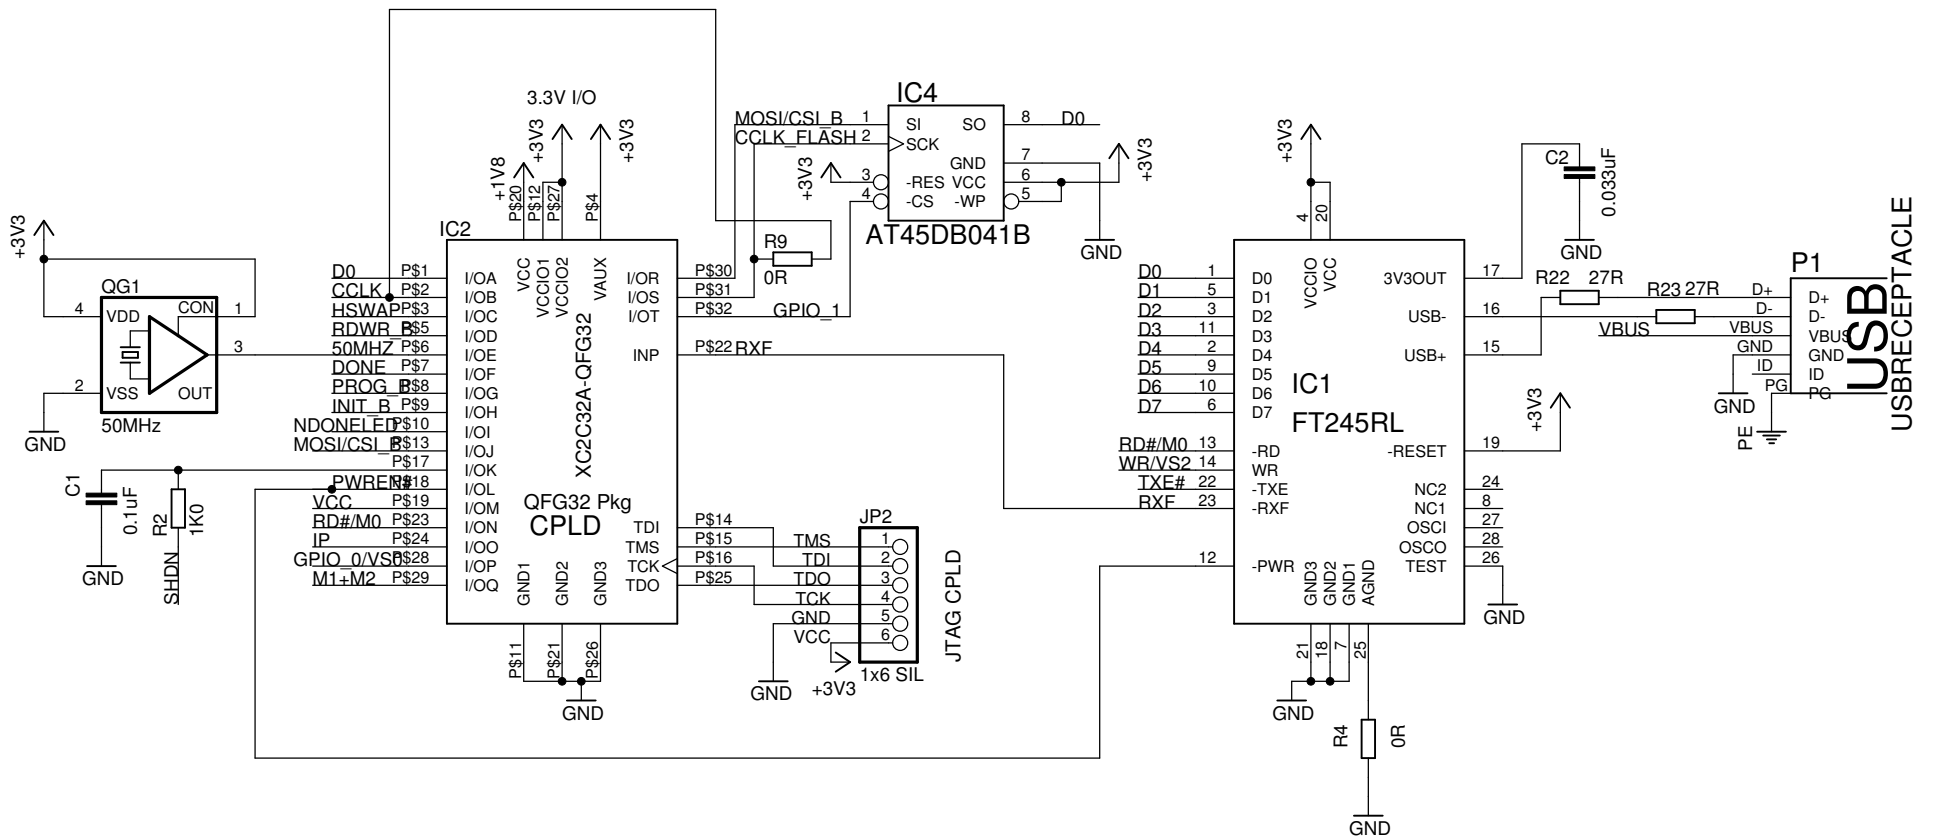 3.3V I/O
+1V8
P$20
P$12
+3V3
P$27
+3V3
P$4
IC2
D0 P$1 I/OA
CCLK P$2 I/OB
HSWAP P$3 I/OC
RDWR_B P$5 I/OD
50MHZ P$6 I/OE
DONE P$7 I/OF
PROG_B P$8 I/OG
INIT_B P$9 I/OH
NDONELED P$10 I/OI
MOSI/CSI_B P$13 I/OJ
P$17 I/OK
PWREN# P$18 I/OL
VCC P$19 I/OM
RD#/M0 P$23 I/ON
IP P$24 I/OO
GPIO_0/VS0 P$28 I/OP
M1+M2 P$29 I/OQ
VCC
VCCIO1
VCCIO2
VAUX
XC2C32A-QFG32
QFG32 Pkg
CPLD
I/OR P$30
I/OS P$31
I/OT P$32 GPIO_1
INP P$22 RXF
TDI P$14
TMS P$15
TCK P$16
TDO P$25
GND1
GND2
GND3
P$11
P$21
P$26
GND
+3V3
QG1
4 VDD
CON 1
3
2 VSS
OUT
50MHz
GND
C1
0.1uF
GND
R2
1K0
SHDN
IC4
MOSI/CSI_B 1 SI
CCLK_FLASH 2 SCK
+3V3
3 -RES
4 -CS
SO 8 D0
GND 7
VCC 6
-WP 5
+3V3
GND
AT45DB041B
R9
0R
JP2
TMS 1
TDI 2
TDO 3
TCK 4
GND 5
VCC 6
GND
+3V3
1x6 SIL
JTAG CPLD
+3V3
4
20
VCCIO
VCC
D0 1 D0
D1 5 D1
D2 3 D2
D3 11 D3
D4 2 D4
D5 9 D5
D6 10 D6
D7 6 D7
RD#/M0 13 -RD
WR/VS2 14 WR
TXE# 22 -TXE
RXF 23 -RXF
12 -PWR
IC1
FT245RL
3V3OUT 17
USB- 16
USB+ 15
-RESET 19
NC2 24
NC1 8
OSCI 27
OSCO 28
TEST 26
GND
+3V3
GND3
GND2
GND1
AGND
21
18
7
25
GND
R4
0R
GND
C2
0.033uF
GND
R22 27R
R23 27R
VBUS
P1
D+ D+
D- D-
VBUS VBUS
GND GND
ID ID
PG PG
GND
PE
USB
USBRECEPTACLE